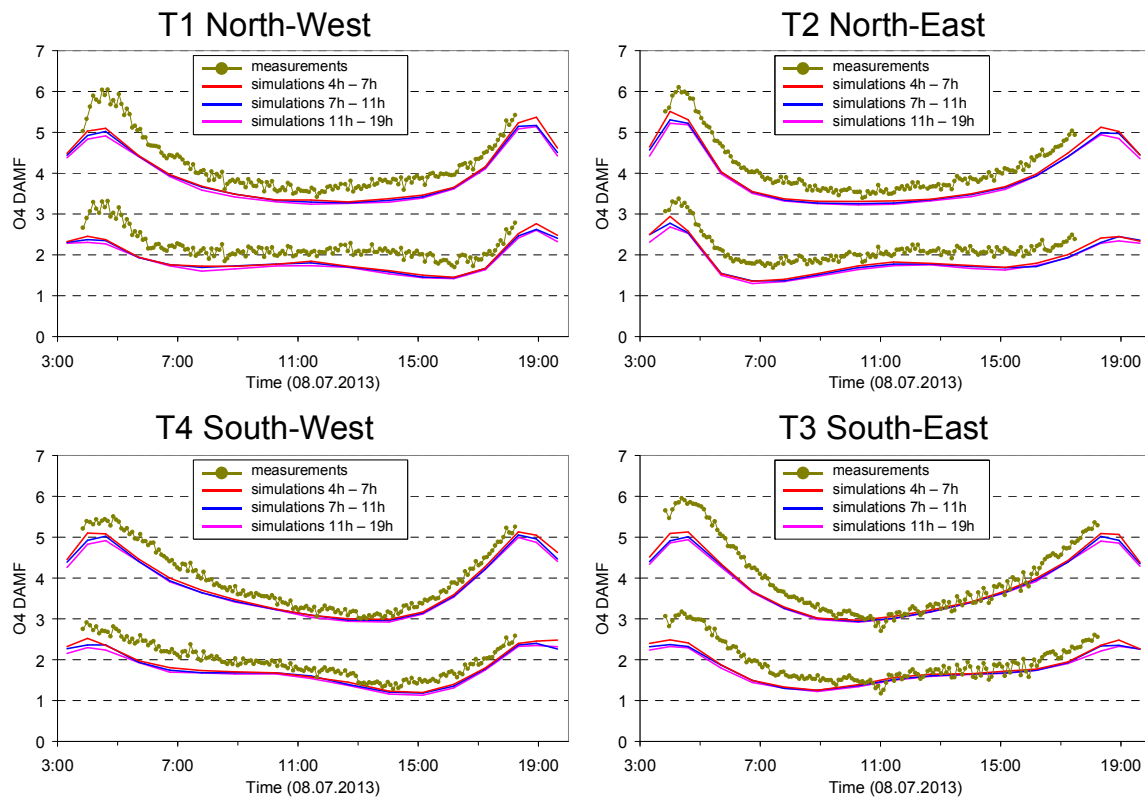 T1 North-West
7
6
5
4
3
2
1
0
O4 DAMF
measurements
simulations 4h – 7h
simulations 7h – 11h
simulations 11h – 19h
3:00 7:00 11:00 15:00 19:00
Time (08.07.2013)
T2 North-East
7
6
5
4
3
2
1
0
O4 DAMF
measurements
simulations 4h – 7h
simulations 7h – 11h
simulations 11h – 19h
3:00 7:00 11:00 15:00 19:00
Time (08.07.2013)
T4 South-West
7
6
5
4
3
2
1
0
O4 DAMF
measurements
simulations 4h – 7h
simulations 7h – 11h
simulations 11h – 19h
3:00 7:00 11:00 15:00 19:00
Time (08.07.2013)
T3 South-East
7
6
5
4
3
2
1
0
O4 DAMF
measurements
simulations 4h – 7h
simulations 7h – 11h
simulations 11h – 19h
3:00 7:00 11:00 15:00 19:00
Time (08.07.2013)